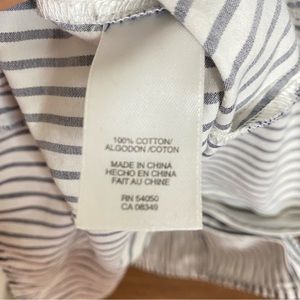 100% COTTON/
ALGODON /COTON
MADE IN CHINA
HECHO EN CHINA
FAIT AU CHINE
RN 54050
CA 08349